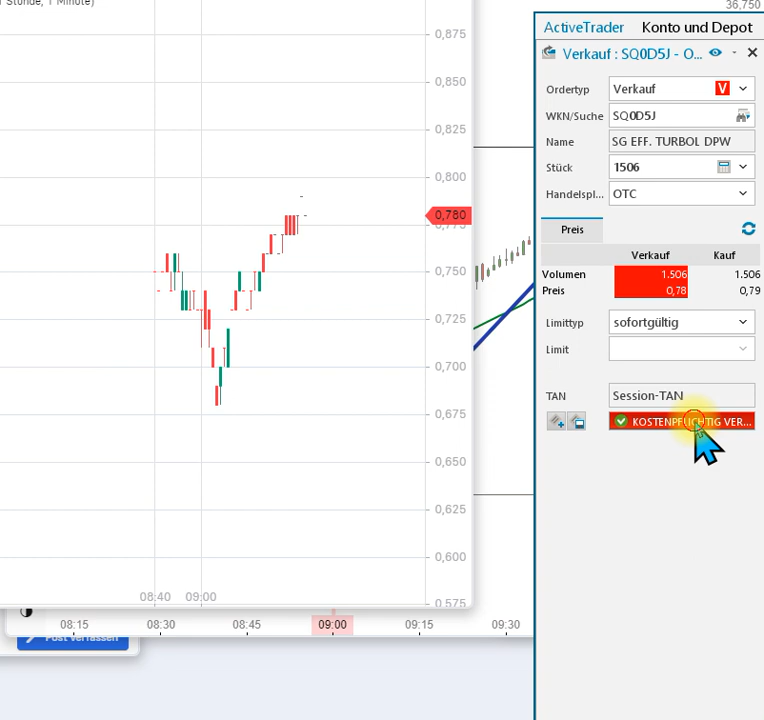 1 Stunde, 1 Minute)
36,750
ActiveTrader Konto und Depot
Verkauf : SQ0D5J - O...
Ordertyp Verkauf V
WKN/Suche SQ0D5J
Name SG EFF. TURBOL DPW
Stück 1506
Handelspl... OTC
Preis
Verkauf Kauf
Volumen 1.506 1.506
Preis 0,78 0,79
Limittyp sofortgültig
Limit
TAN Session-TAN
KOSTENPFLICHTIG VER...
0,875
0,850
0,825
0,800
0,780
0,775
0,750
0,725
0,700
0,675
0,650
0,625
0,600
0,575
08:40 09:00
08:15 08:30 08:45 09:00 09:15 09:30
Post verfassen